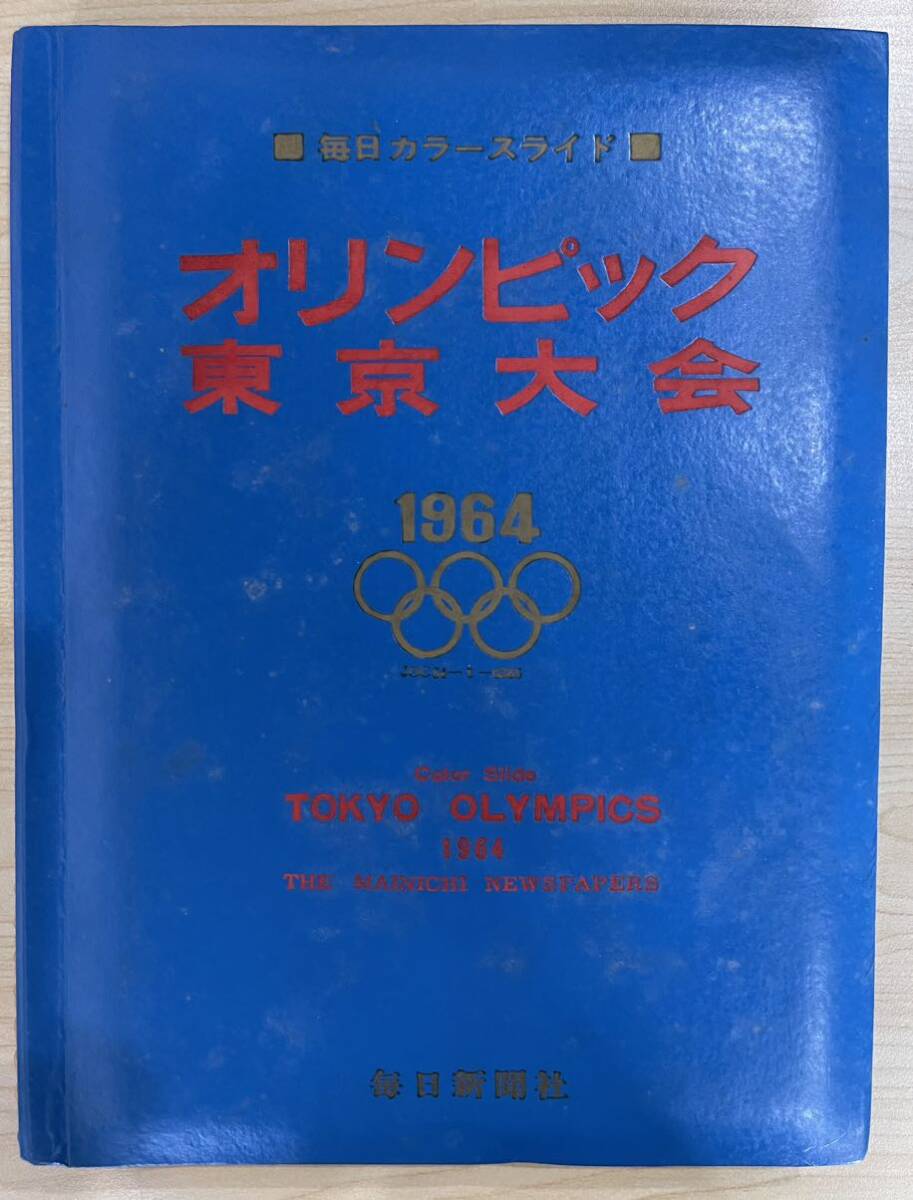 ■ 毎日カラースライド ■
オリンピック
東京大会
1964
Color Slide
TOKYO OLYMPICS
1964
THE MAINICHI NEWSPAPERS
毎日新聞社